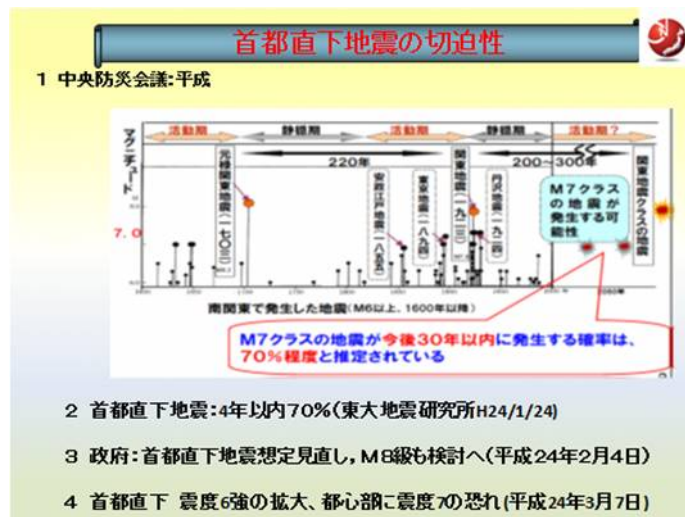 首都直下地震の切迫性
1 中央防災会議:平成
活動期 静穏期 活動期 静穏期 活動期?
マグニチュード
220年
200~300年
元禄関東地震(一七〇三)
安政江戸地震(一八五五)
東京地震(一八九四)
関東地震(一九二三)
丹沢地震(一九二四)
M7クラスの地震が発生する可能性
関東地震クラスの地震
7.0
南関東で発生した地震(M6以上、1600年以降)
M7クラスの地震が今後30年以内に発生する確率は、
70%程度と推定されている
2 首都直下地震:4年以内70%(東大地震研究所H24/1/24)
3 政府:首都直下地震想定見直し,M8級も検討へ(平成24年2月4日)
4 首都直下 震度6強の拡大、都心部に震度7の恐れ(平成24年3月7日)